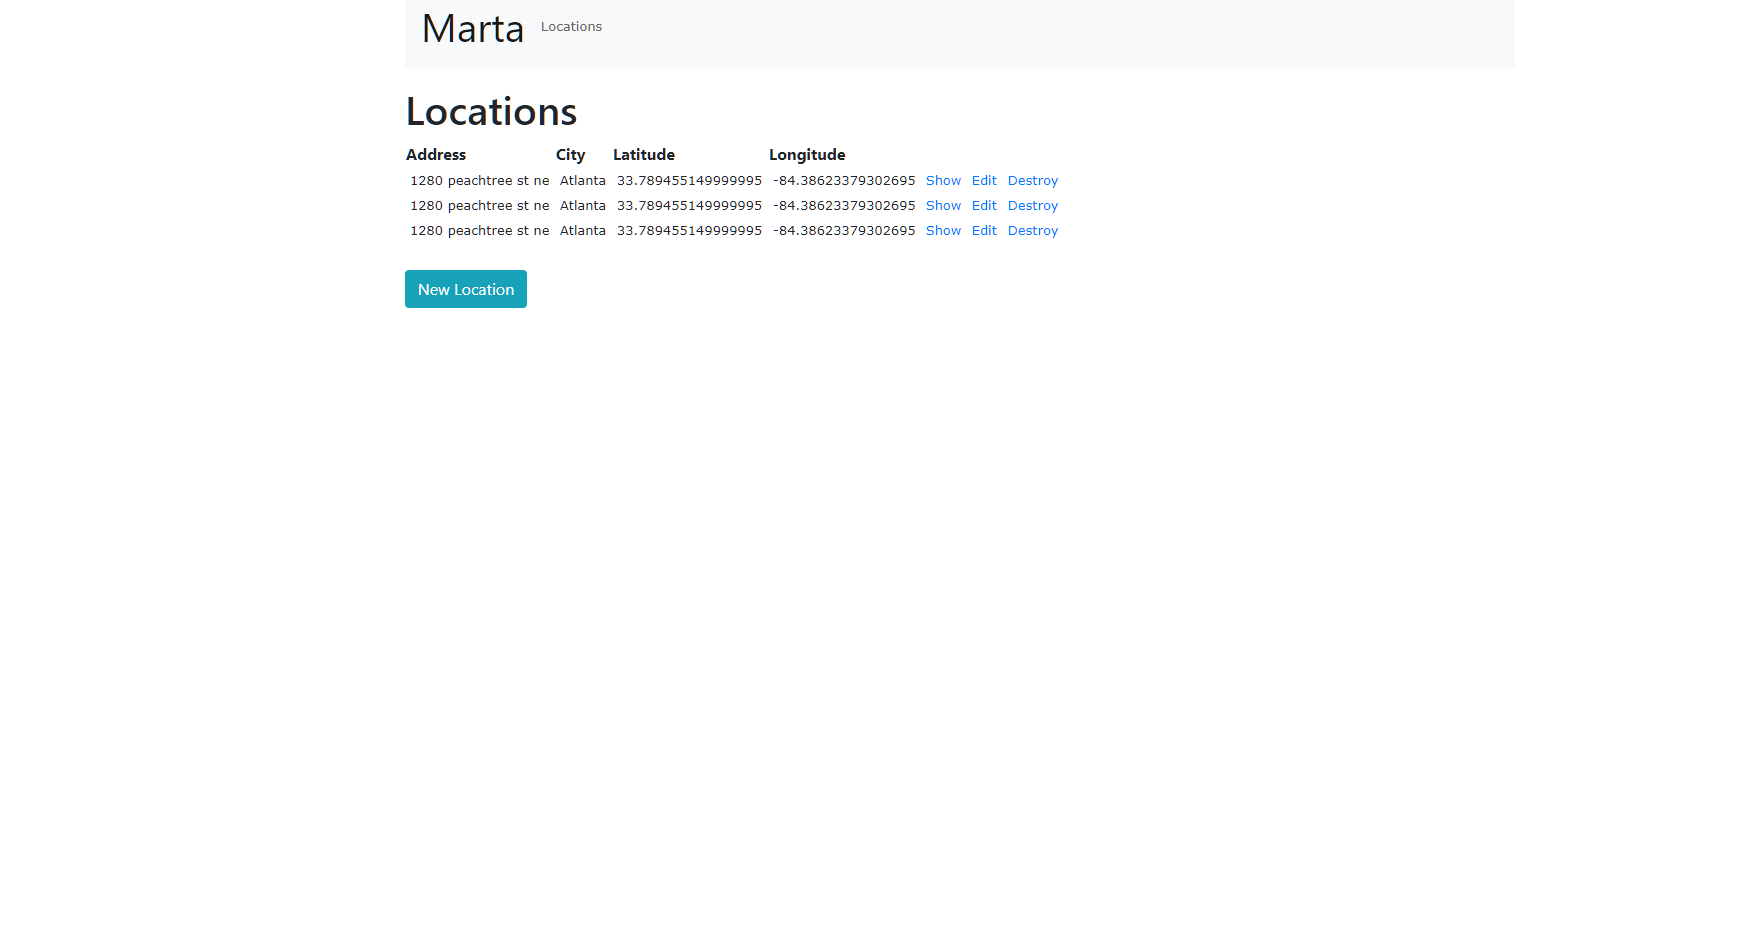 Marta Locations
Locations
Address City Latitude Longitude
1280 peachtree st ne Atlanta 33.789455149999995 -84.38623379302695 Show Edit Destroy
1280 peachtree st ne Atlanta 33.789455149999995 -84.38623379302695 Show Edit Destroy
1280 peachtree st ne Atlanta 33.789455149999995 -84.38623379302695 Show Edit Destroy
New Location